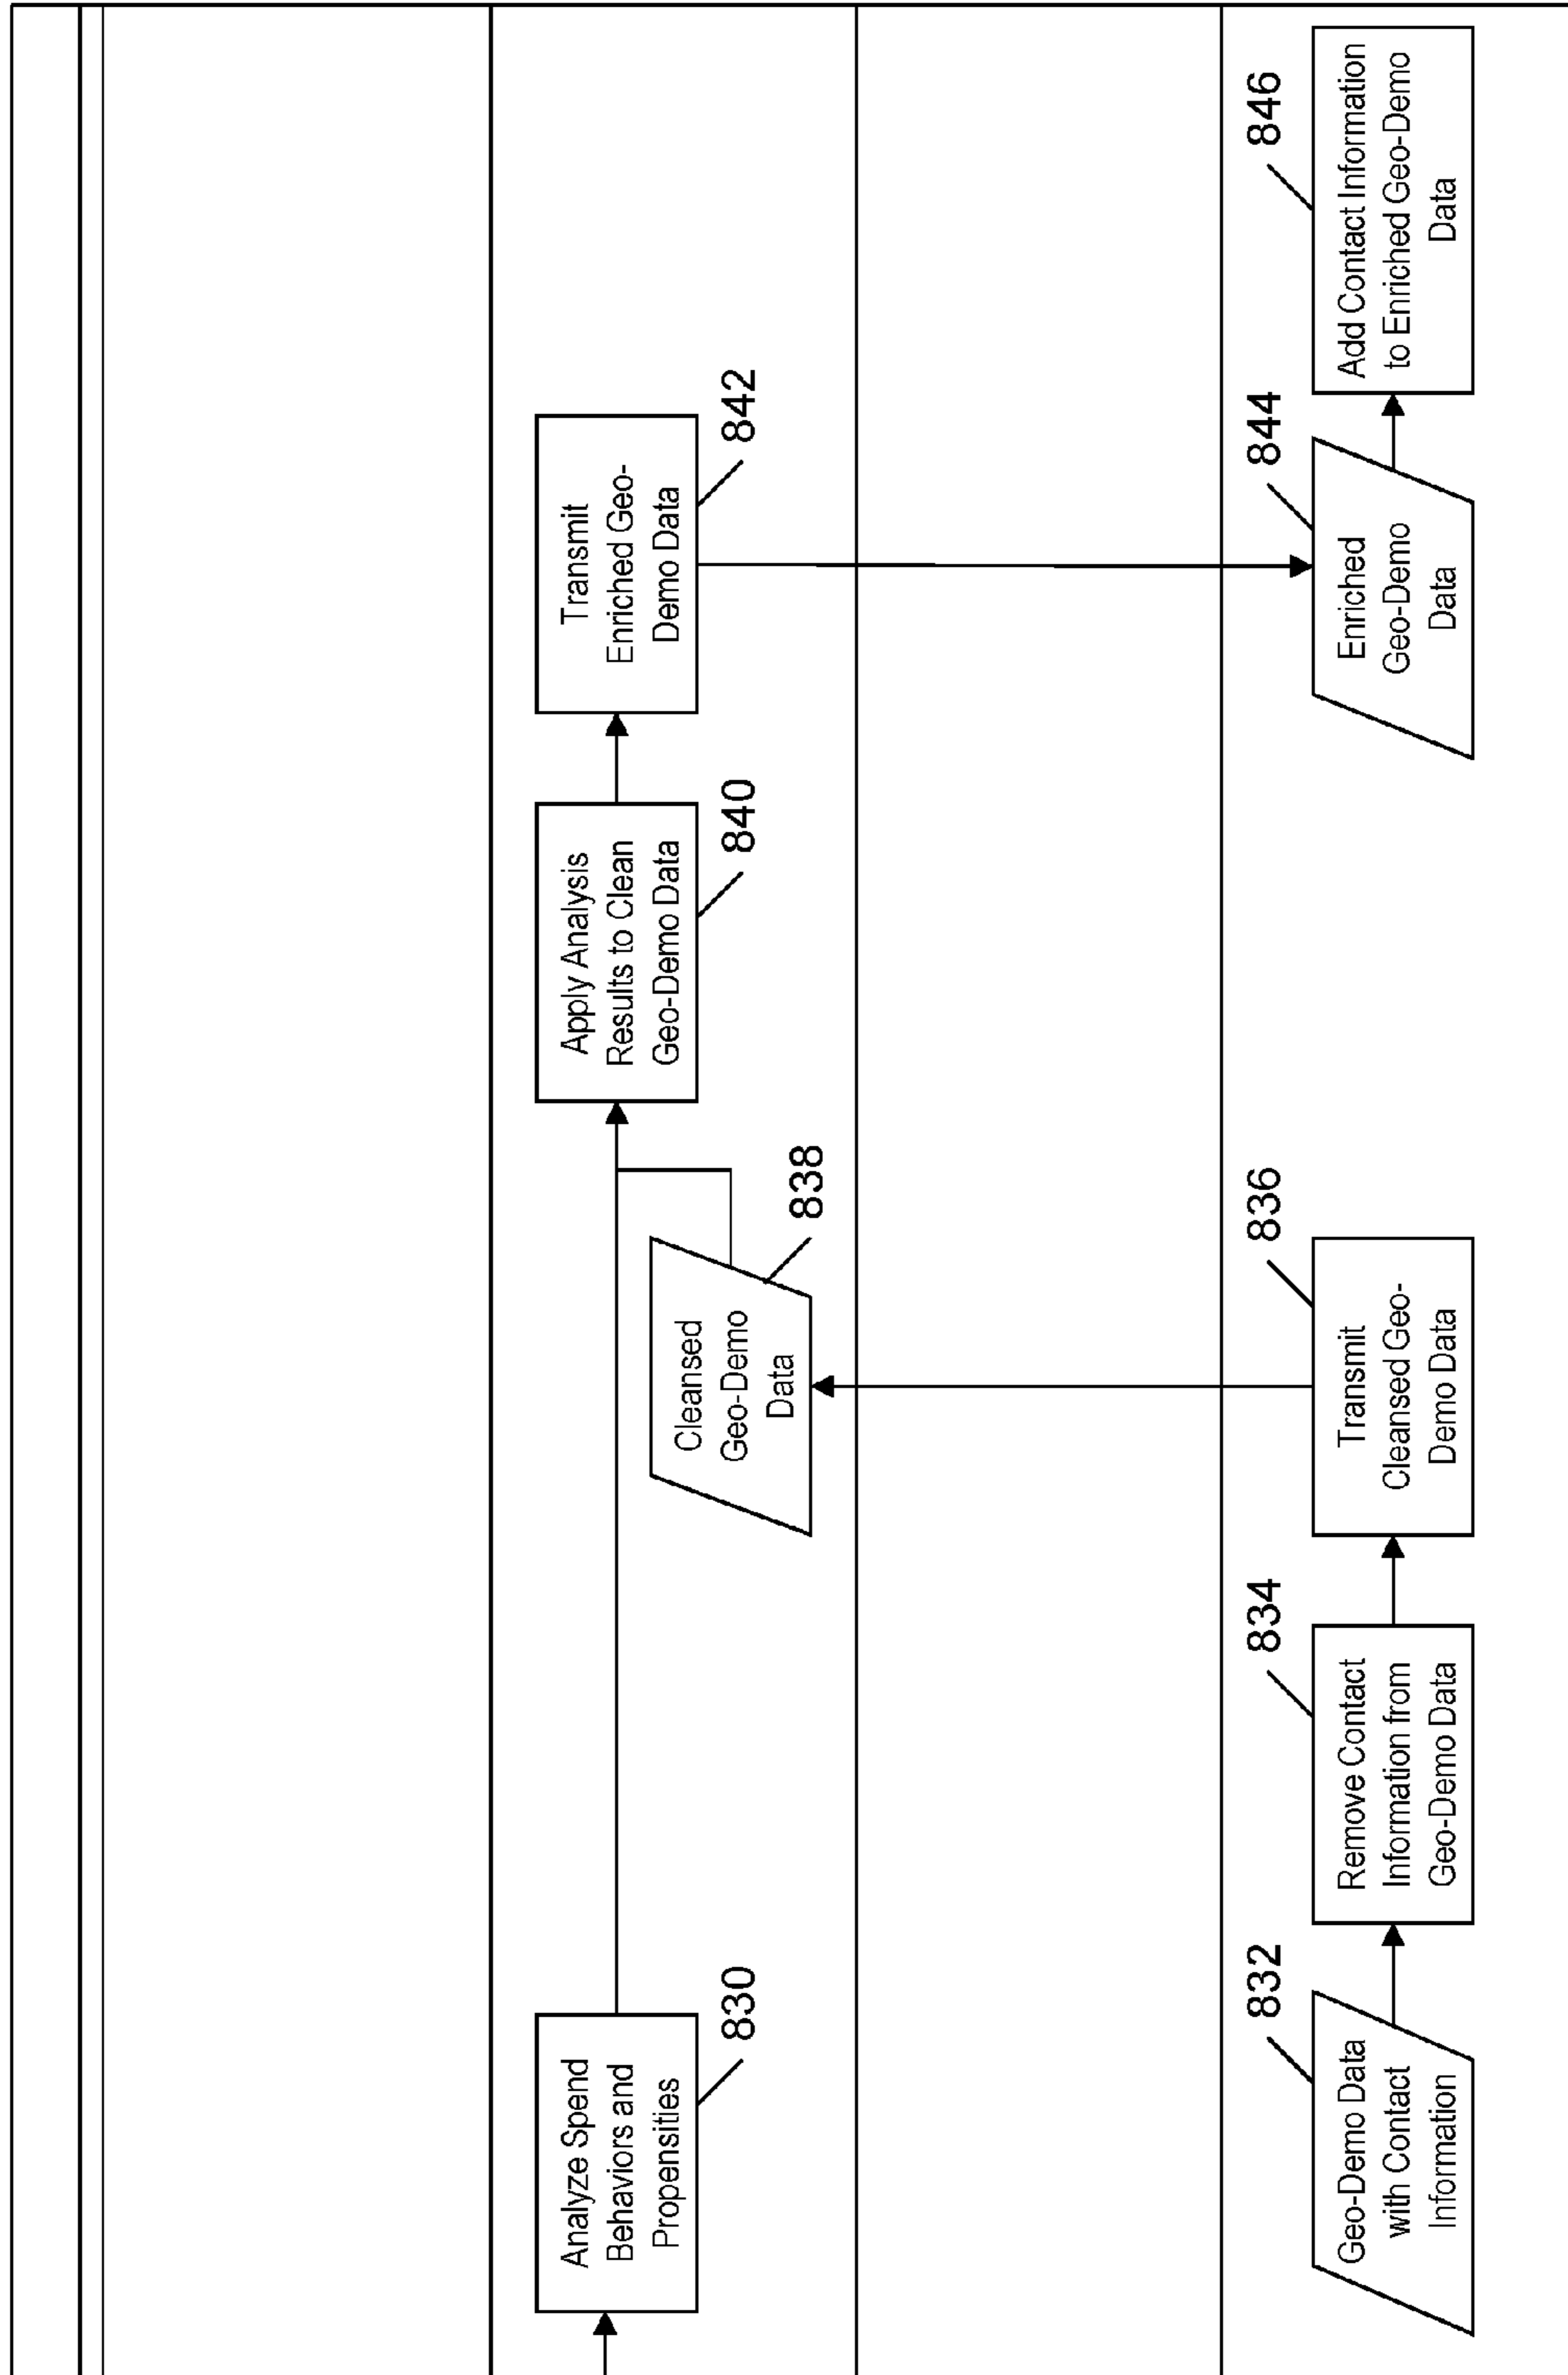 Analyze Spend
Behaviors and
Propensities
830
Cleansed
Geo-Demo
Data
838
Apply Analysis
Results to Clean
Geo-Demo Data
840
Transmit
Enriched Geo-
Demo Data
842
Geo-Demo Data
with Contact
Information
832
Remove Contact
Information from
Geo-Demo Data
834
Transmit
Cleansed Geo-
Demo Data
836
Enriched
Geo-Demo
Data
844
Add Contact Information
to Enriched Geo-Demo
Data
846